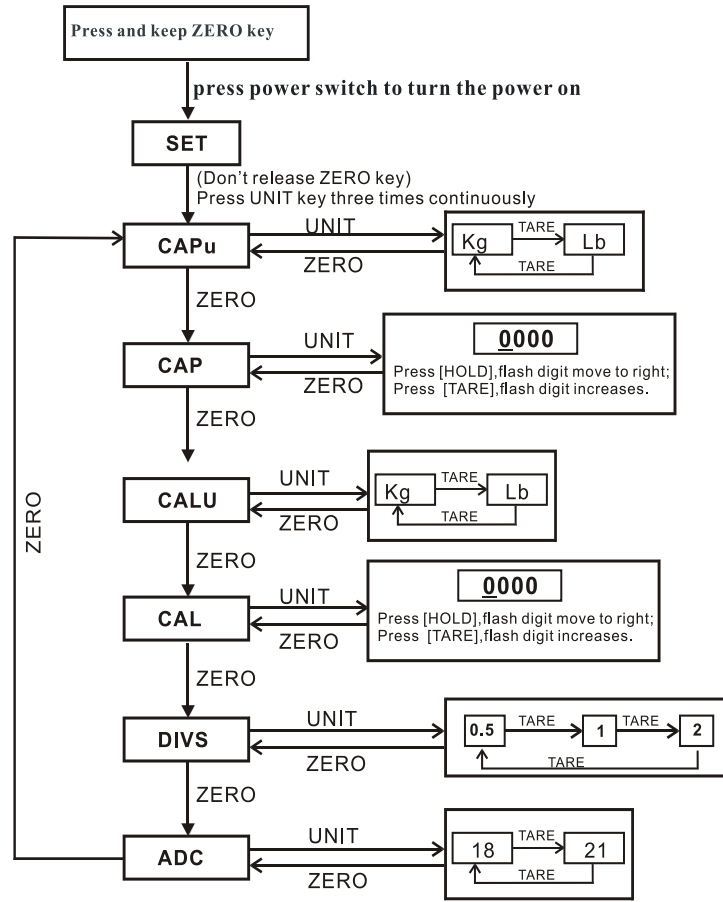 Press and keep ZERO key
press power switch to turn the power on
SET
(Don't release ZERO key)
Press UNIT key three times continuously
CAPu
UNIT
ZERO
Kg
TARE
Lb
TARE
ZERO
CAP
UNIT
ZERO
0000
Press [HOLD],flash digit move to right;
Press [TARE],flash digit increases.
ZERO
CALU
UNIT
ZERO
Kg
TARE
Lb
TARE
ZERO
ZERO
CAL
UNIT
ZERO
0000
Press [HOLD],flash digit move to right;
Press [TARE],flash digit increases.
ZERO
DIVS
UNIT
ZERO
0.5
TARE
1
TARE
2
TARE
ZERO
ADC
UNIT
ZERO
18
TARE
21
TARE